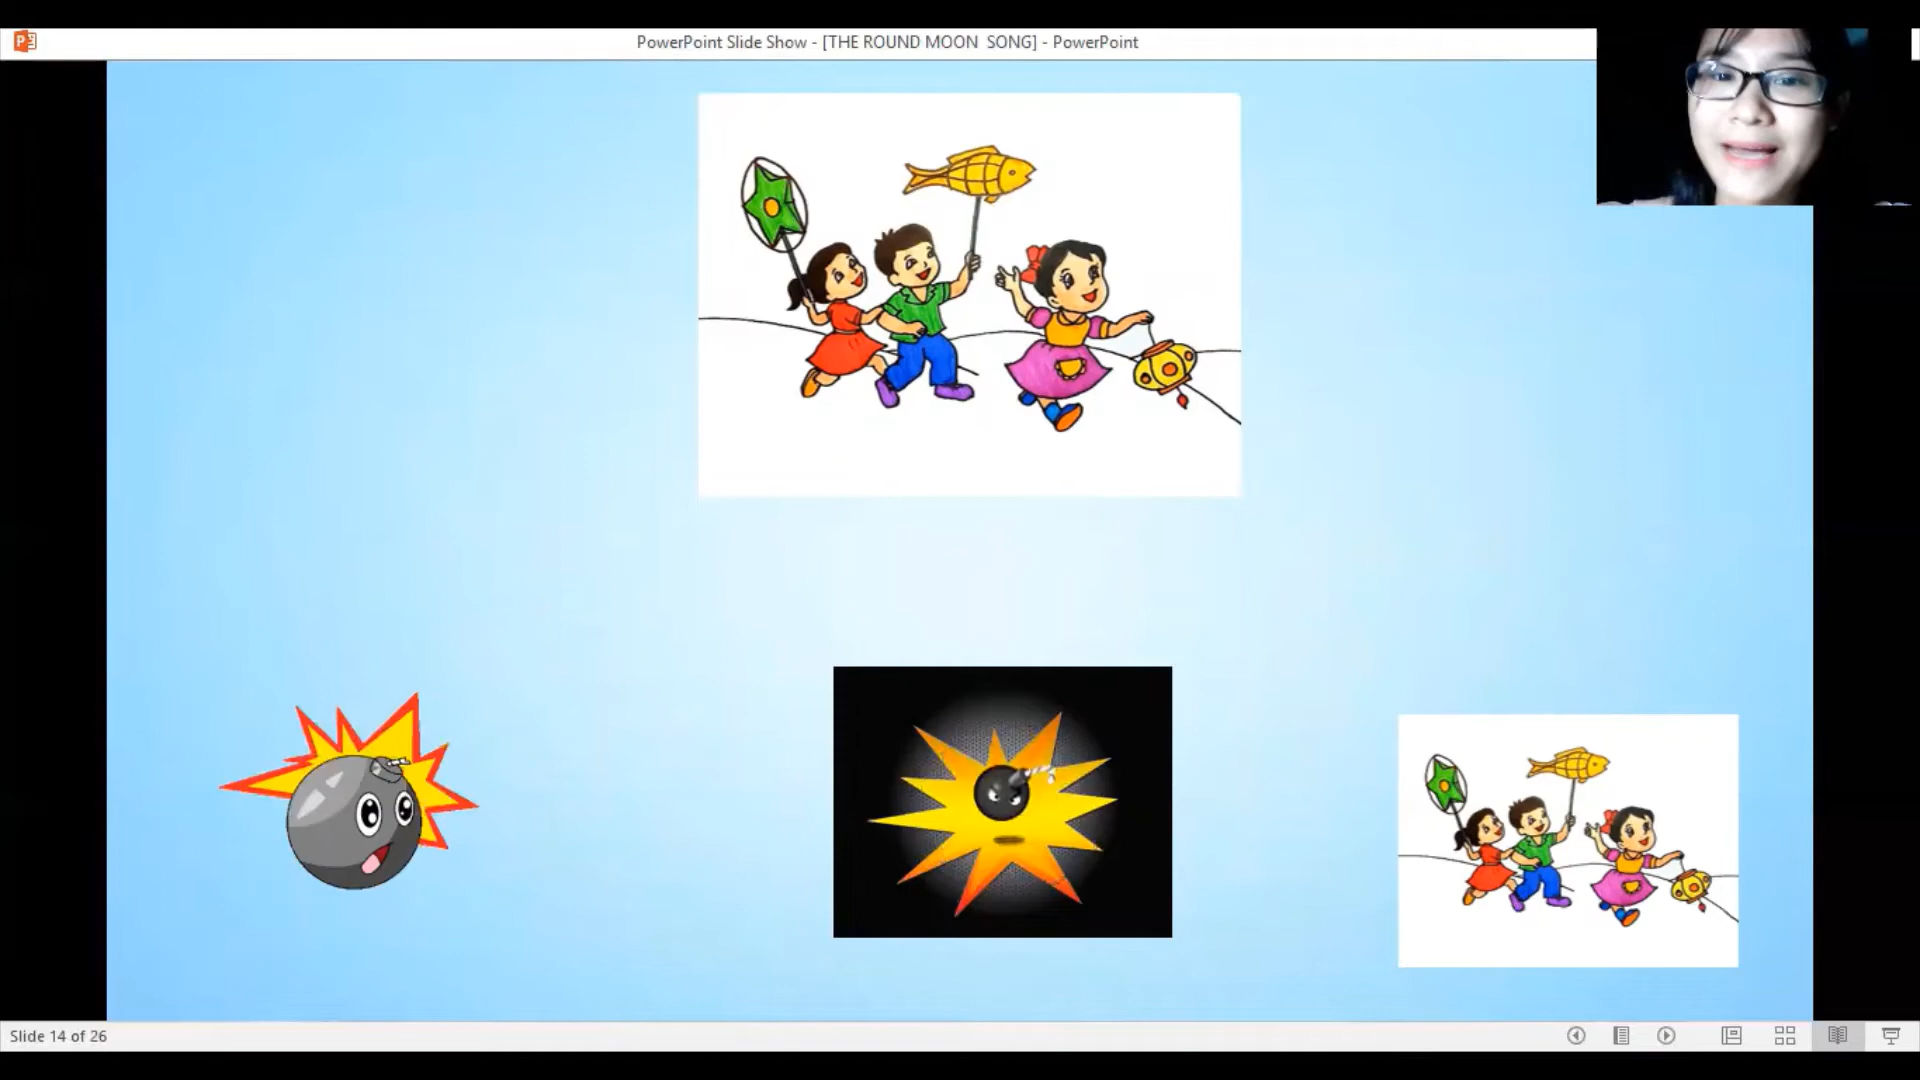 PowerPoint Slide Show - [THE ROUND MOON  SONG] - PowerPoint
Slide 14 of 26